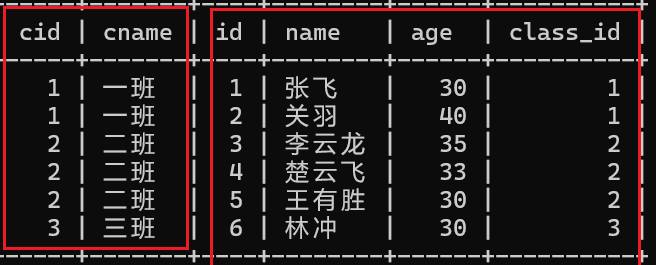 cid | cname | id | name | age | class_id |
1 | 一班 | 1 | 张飞 | 30 | 1 |
1 | 一班 | 2 | 关羽 | 40 | 1 |
2 | 二班 | 3 | 李云龙 | 35 | 2 |
2 | 二班 | 4 | 楚云飞 | 33 | 2 |
2 | 二班 | 5 | 王有胜 | 30 | 2 |
3 | 三班 | 6 | 林冲 | 30 | 3 |